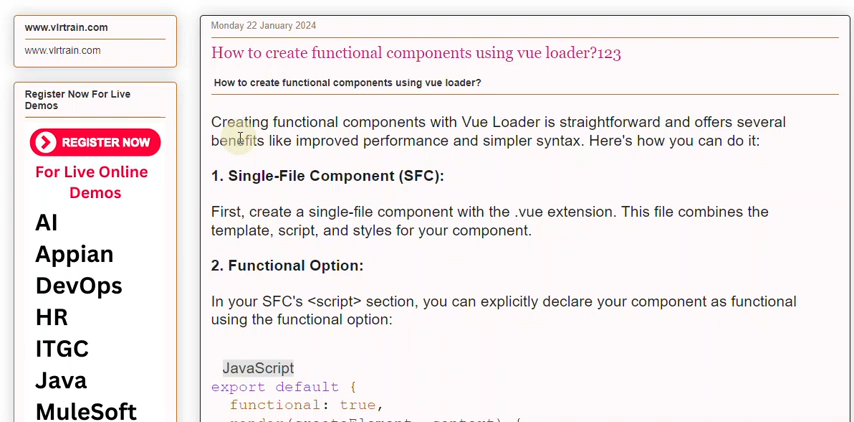 www.vlrtrain.com
www.vlrtrain.com
Register Now For Live
Demos
REGISTER NOW
For Live Online
Demos
AI
Appian
DevOps
HR
ITGC
Java
MuleSoft
Monday 22 January 2024
How to create functional components using vue loader?123
How to create functional components using vue loader?
Creating functional components with Vue Loader is straightforward and offers several
benefits like improved performance and simpler syntax. Here's how you can do it:
1. Single-File Component (SFC):
First, create a single-file component with the .vue extension. This file combines the
template, script, and styles for your component.
2. Functional Option:
In your SFC's <script> section, you can explicitly declare your component as functional
using the functional option:
JavaScript
export default {
functional: true,
render(createElement, context) {